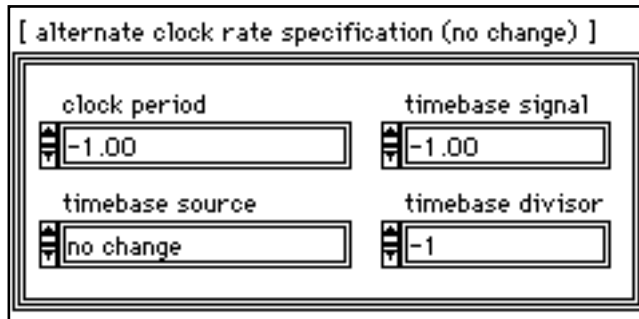 [ alternate clock rate specification (no change) ]
clock period timebase signal
-1.00 -1.00
timebase source timebase divisor
no change -1